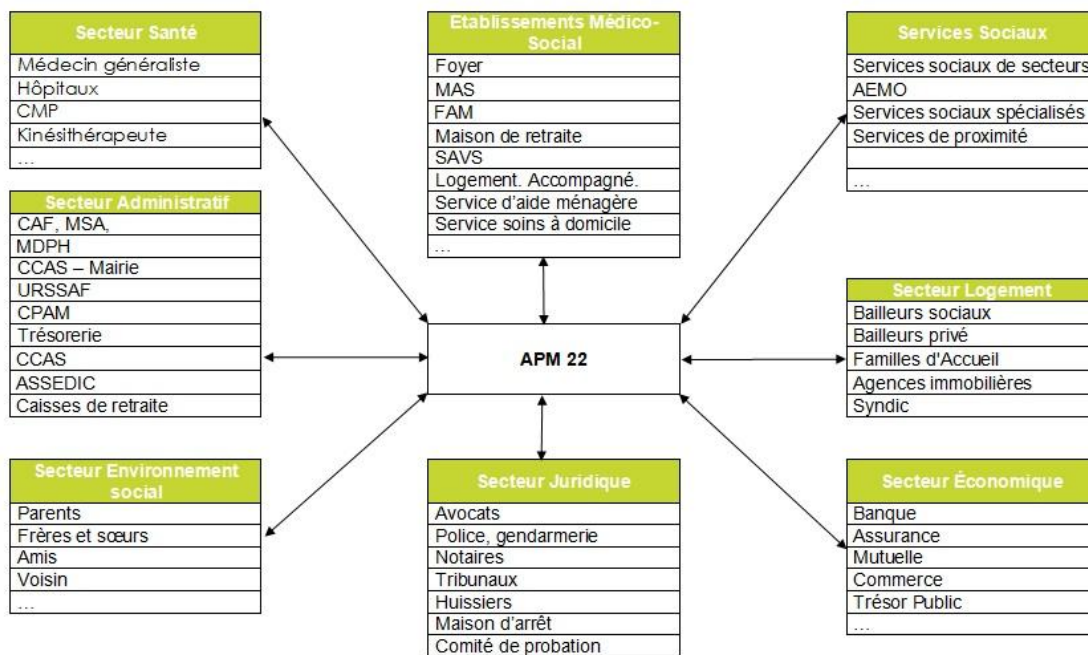 Secteur Santé
Médecin généraliste
Hôpitaux
CMP
Kinésithérapeute
...
Etablissements Médico-
Social
Foyer
MAS
FAM
Maison de retraite
SAVS
Logement. Accompagné.
Service d'aide ménagère
Service soins à domicile
...
Services Sociaux
Services sociaux de secteurs
AEMO
Services sociaux spécialisés
Services de proximité
...
Secteur Administratif
CAF, MSA,
MDPH
CCAS – Mairie
URSSAF
CPAM
Trésorerie
CCAS
ASSEDIC
Caisses de retraite
APM 22
Secteur Logement
Bailleurs sociaux
Bailleurs privé
Familles d'Accueil
Agences immobilières
Syndic
Secteur Environnement
social
Parents
Frères et sœurs
Amis
Voisin
...
Secteur Juridique
Avocats
Police, gendarmerie
Notaires
Tribunaux
Huissiers
Maison d'arrêt
Comité de probation
Secteur Économique
Banque
Assurance
Mutuelle
Commerce
Trésor Public
...